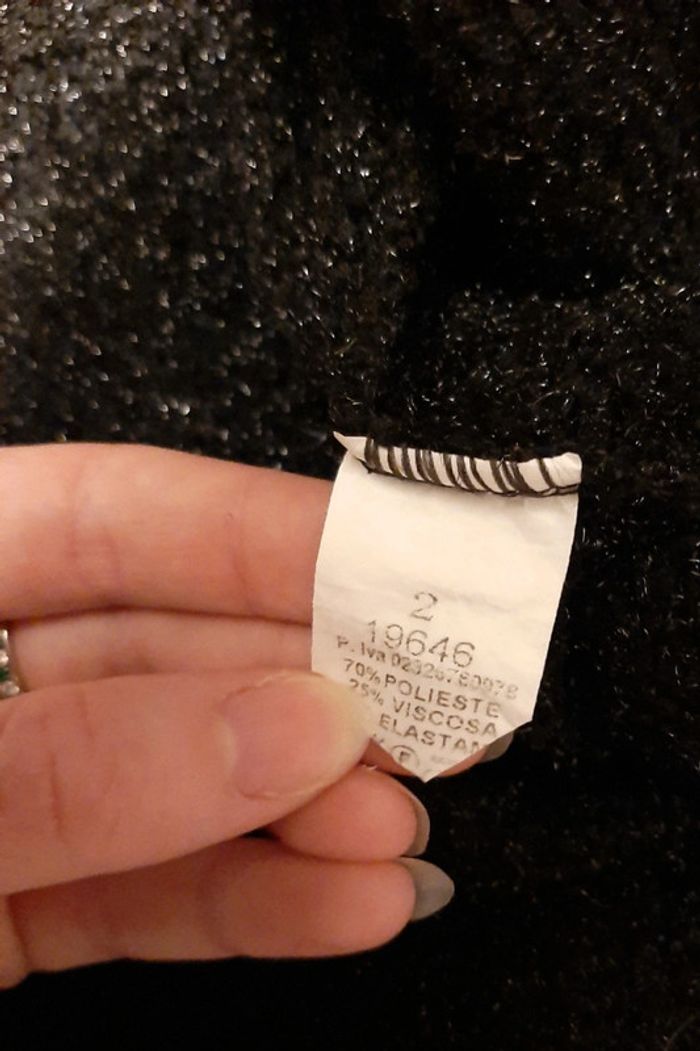 2
19646
P. Iva
70% POLIESTE
25% VISCOSA
ELASTAN
F